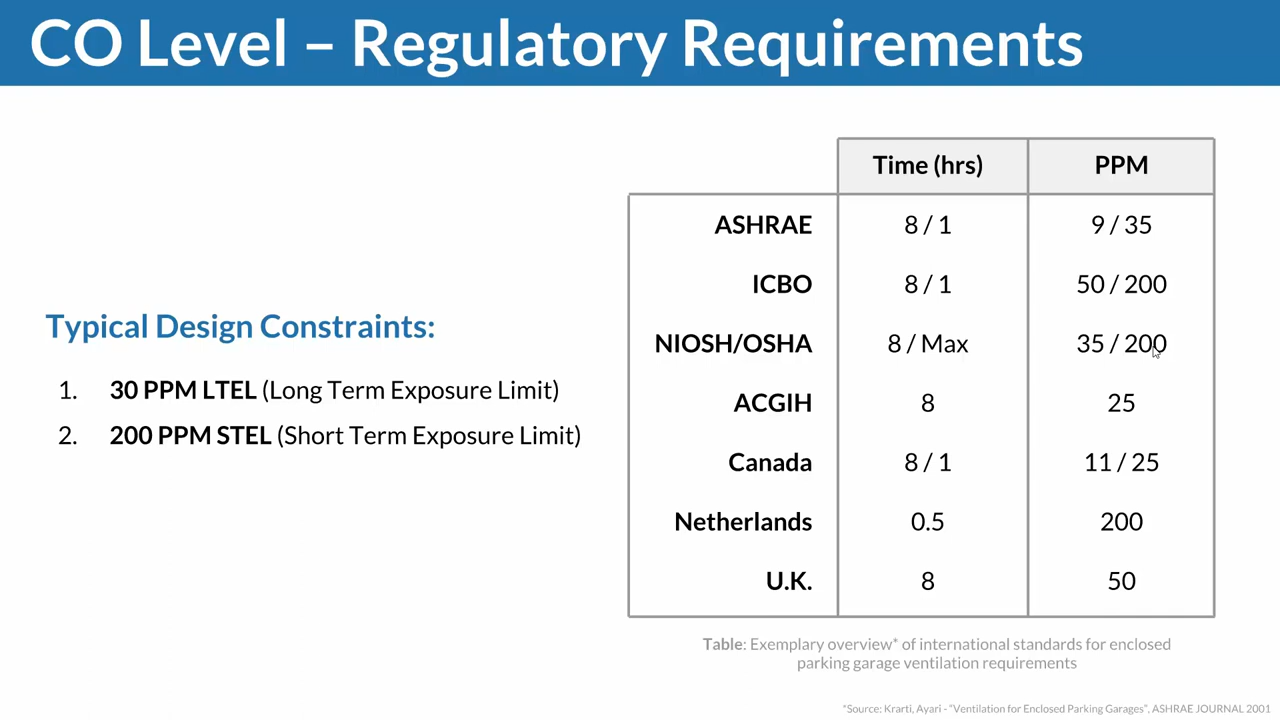 CO Level – Regulatory Requirements
Typical Design Constraints:
1. 30 PPM LTEL (Long Term Exposure Limit)
2. 200 PPM STEL (Short Term Exposure Limit)
Time (hrs) PPM
ASHRAE 8 / 1 9 / 35
ICBO 8 / 1 50 / 200
NIOSH/OSHA 8 / Max 35 / 200
ACGIH 8 25
Canada 8 / 1 11 / 25
Netherlands 0.5 200
U.K. 8 50
Table: Exemplary overview* of international standards for enclosed
parking garage ventilation requirements
*Source: Krarti, Ayari - “Ventilation for Enclosed Parking Garages”, ASHRAE JOURNAL 2001